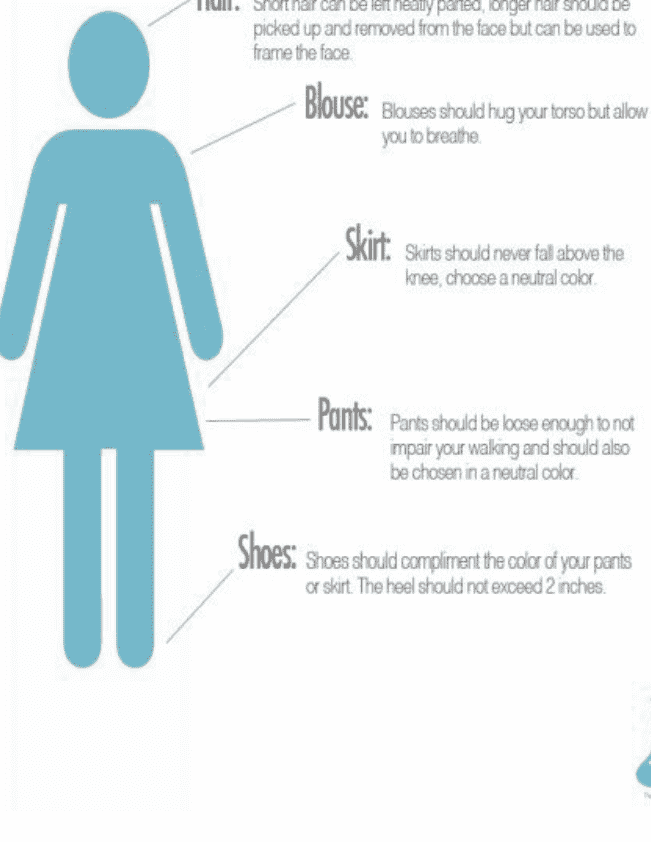 Hair: Short hair can be left neatly parted, longer hair should be
picked up and removed from the face but can be used to
frame the face.
Blouse: Blouses should hug your torso but allow
you to breathe.
Skirt: Skirts should never fall above the
knee, choose a neutral color.
Pants: Pants should be loose enough to not
impair your walking and should also
be chosen in a neutral color.
Shoes: Shoes should compliment the color of your pants
or skirt. The heel should not exceed 2 inches.